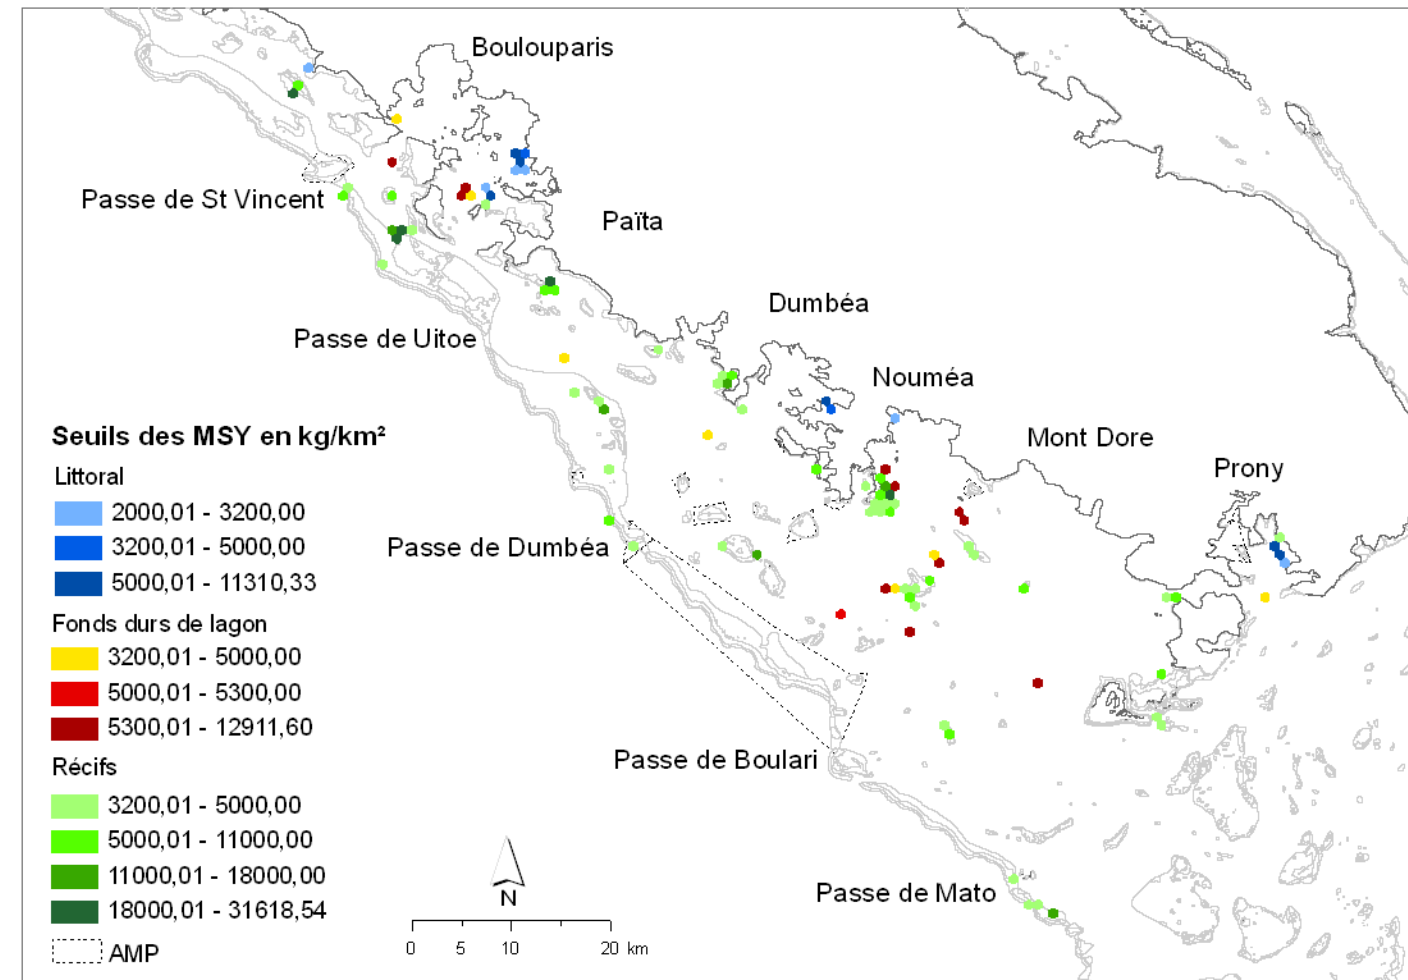 Boulouparis
Passe de St Vincent
Païta
Dumbéa
Passe de Uitoe
Nouméa
Mont Dore
Prony
Passe de Dumbéa
Passe de Boulari
Passe de Mato
Seuils des MSY en kg/km²
Littoral
2000,01 - 3200,00
3200,01 - 5000,00
5000,01 - 11310,33
Fonds durs de lagon
3200,01 - 5000,00
5000,01 - 5300,00
5300,01 - 12911,60
Récifs
3200,01 - 5000,00
5000,01 - 11000,00
11000,01 - 18000,00
18000,01 - 31618,54
AMP
N
0 5 10 20 km